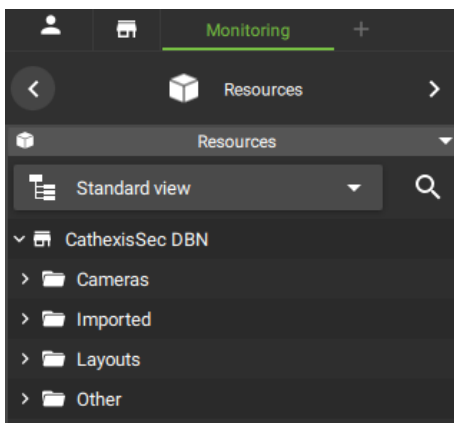 Monitoring
Resources
Resources
Standard view
CathexisSec DBN
Cameras
Imported
Layouts
Other